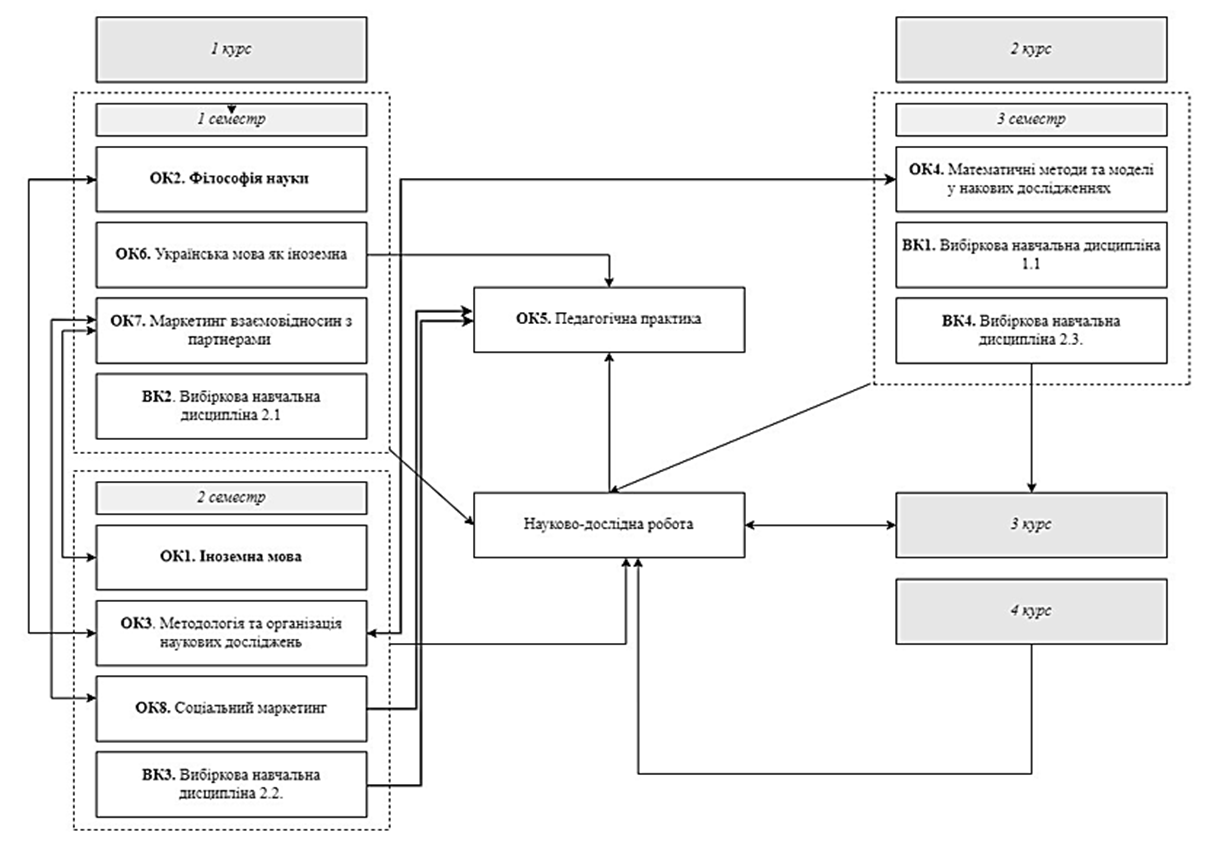 1 курс
1 семестр
ОК2. Філософія науки
ОК6. Українська мова як іноземна
ОК7. Маркетинг взаємовідносин з
партнерами
ВК2. Вибіркова навчальна
дисципліна 2.1
2 семестр
ОК1. Іноземна мова
ОК3. Методологія та організація
наукових досліджень
ОК8. Соціальний маркетинг
ВК3. Вибіркова навчальна
дисципліна 2.2.
ОК5. Педагогічна практика
Науково-дослідна робота
2 курс
3 семестр
ОК4. Математичні методи та моделі
у накових дослідженнях
ВК1. Вибіркова навчальна дисципліна
1.1
ВК4. Вибіркова навчальна
дисципліна 2.3.
3 курс
4 курс